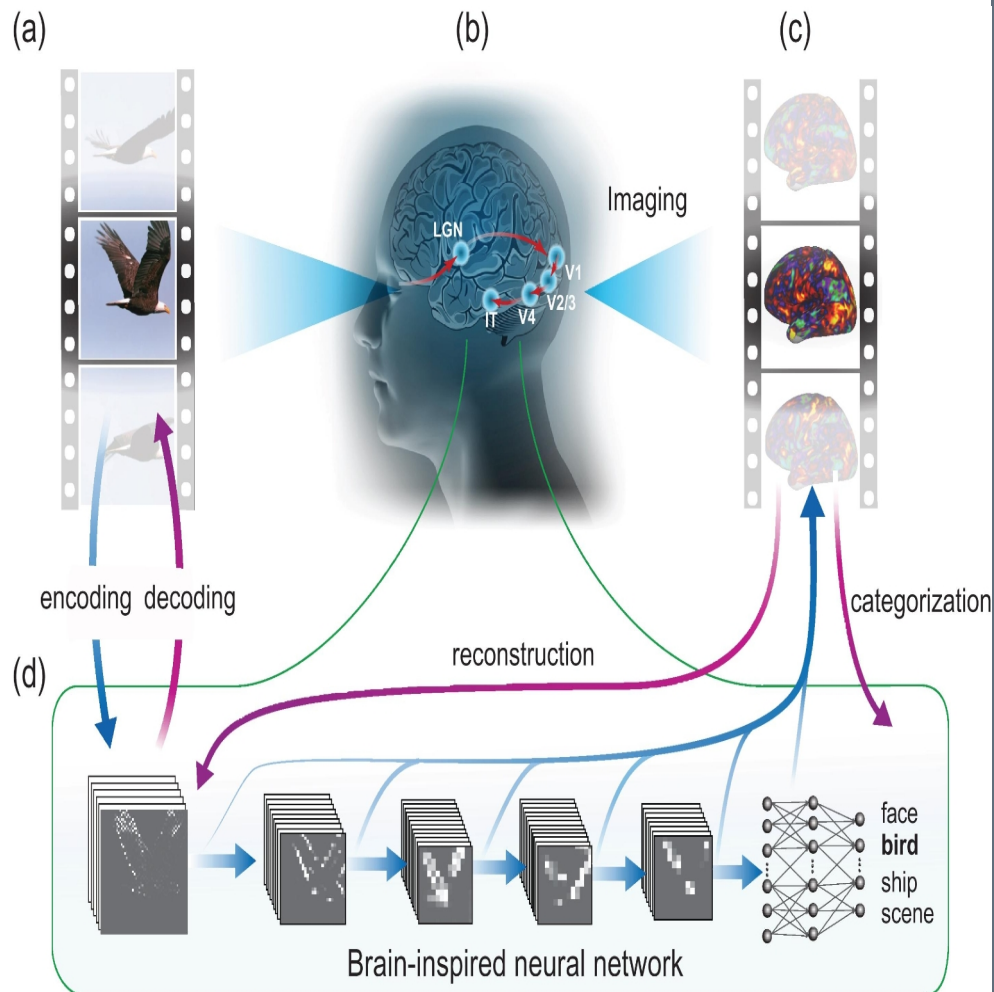 (a)
(b)
(c)
Imaging
LGN
V1
V2/3
V4
IT
encoding decoding
categorization
reconstruction
(d)
face
bird
ship
scene
Brain-inspired neural network